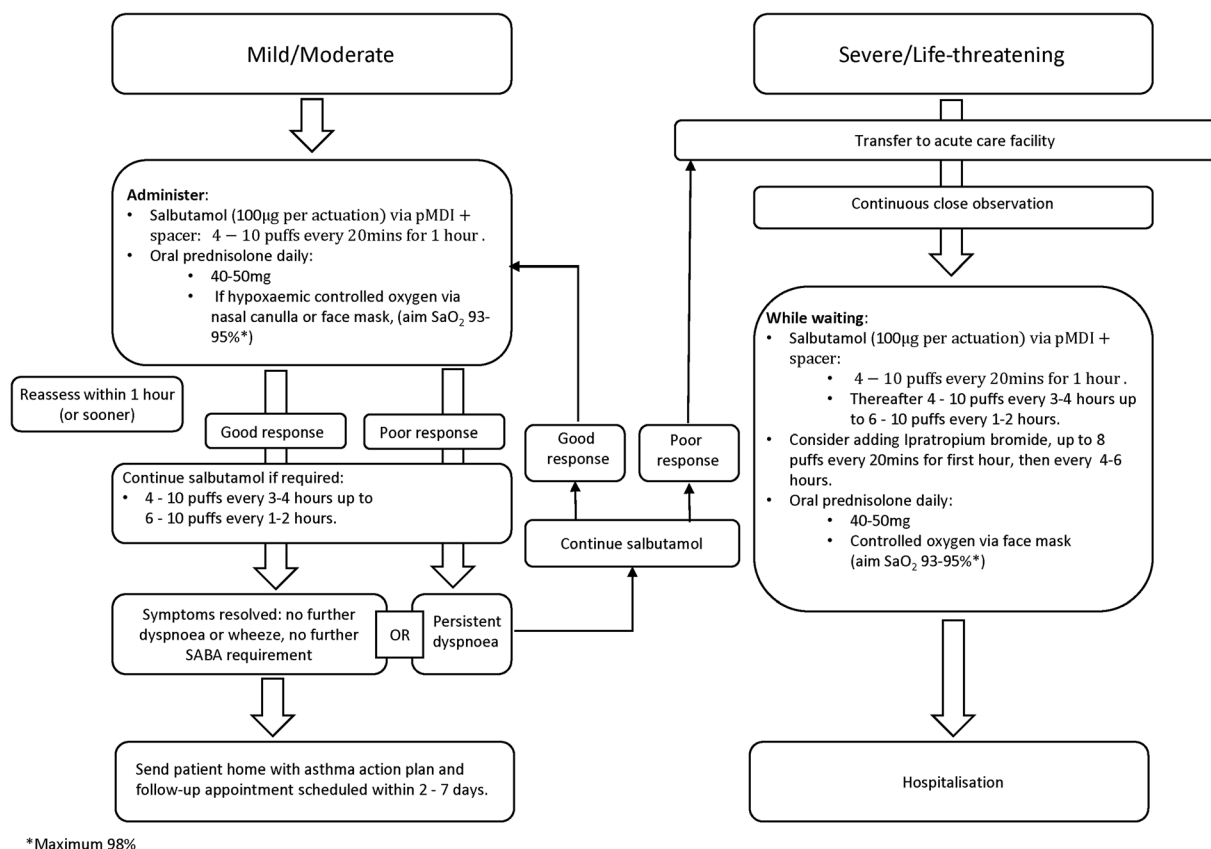 Mild/Moderate
Administer:
• Salbutamol (100μg per actuation) via pMDI +
spacer: 4 – 10 puffs every 20mins for 1 hour .
• Oral prednisolone daily:
• 40-50mg
• If hypoxaemic controlled oxygen via
nasal canulla or face mask, (aim SaO2 93-
95%*)
Reassess within 1 hour
(or sooner)
Good response
Poor response
Continue salbutamol if required:
• 4 - 10 puffs every 3-4 hours up to
6 - 10 puffs every 1-2 hours.
Symptoms resolved: no further
dyspnoea or wheeze, no further
SABA requirement
OR
Persistent
dyspnoea
Send patient home with asthma action plan and
follow-up appointment scheduled within 2 - 7 days.
*Maximum 98%
Good
response
Poor
response
Continue salbutamol
Severe/Life-threatening
Transfer to acute care facility
Continuous close observation
While waiting:
• Salbutamol (100μg per actuation) via pMDI +
spacer:
• 4 – 10 puffs every 20mins for 1 hour .
• Thereafter 4 - 10 puffs every 3-4 hours up
to 6 - 10 puffs every 1-2 hours.
• Consider adding Ipratropium bromide, up to 8
puffs every 20mins for first hour, then every 4-6
hours.
• Oral prednisolone daily:
• 40-50mg
• Controlled oxygen via face mask
(aim SaO2 93-95%*)
Hospitalisation